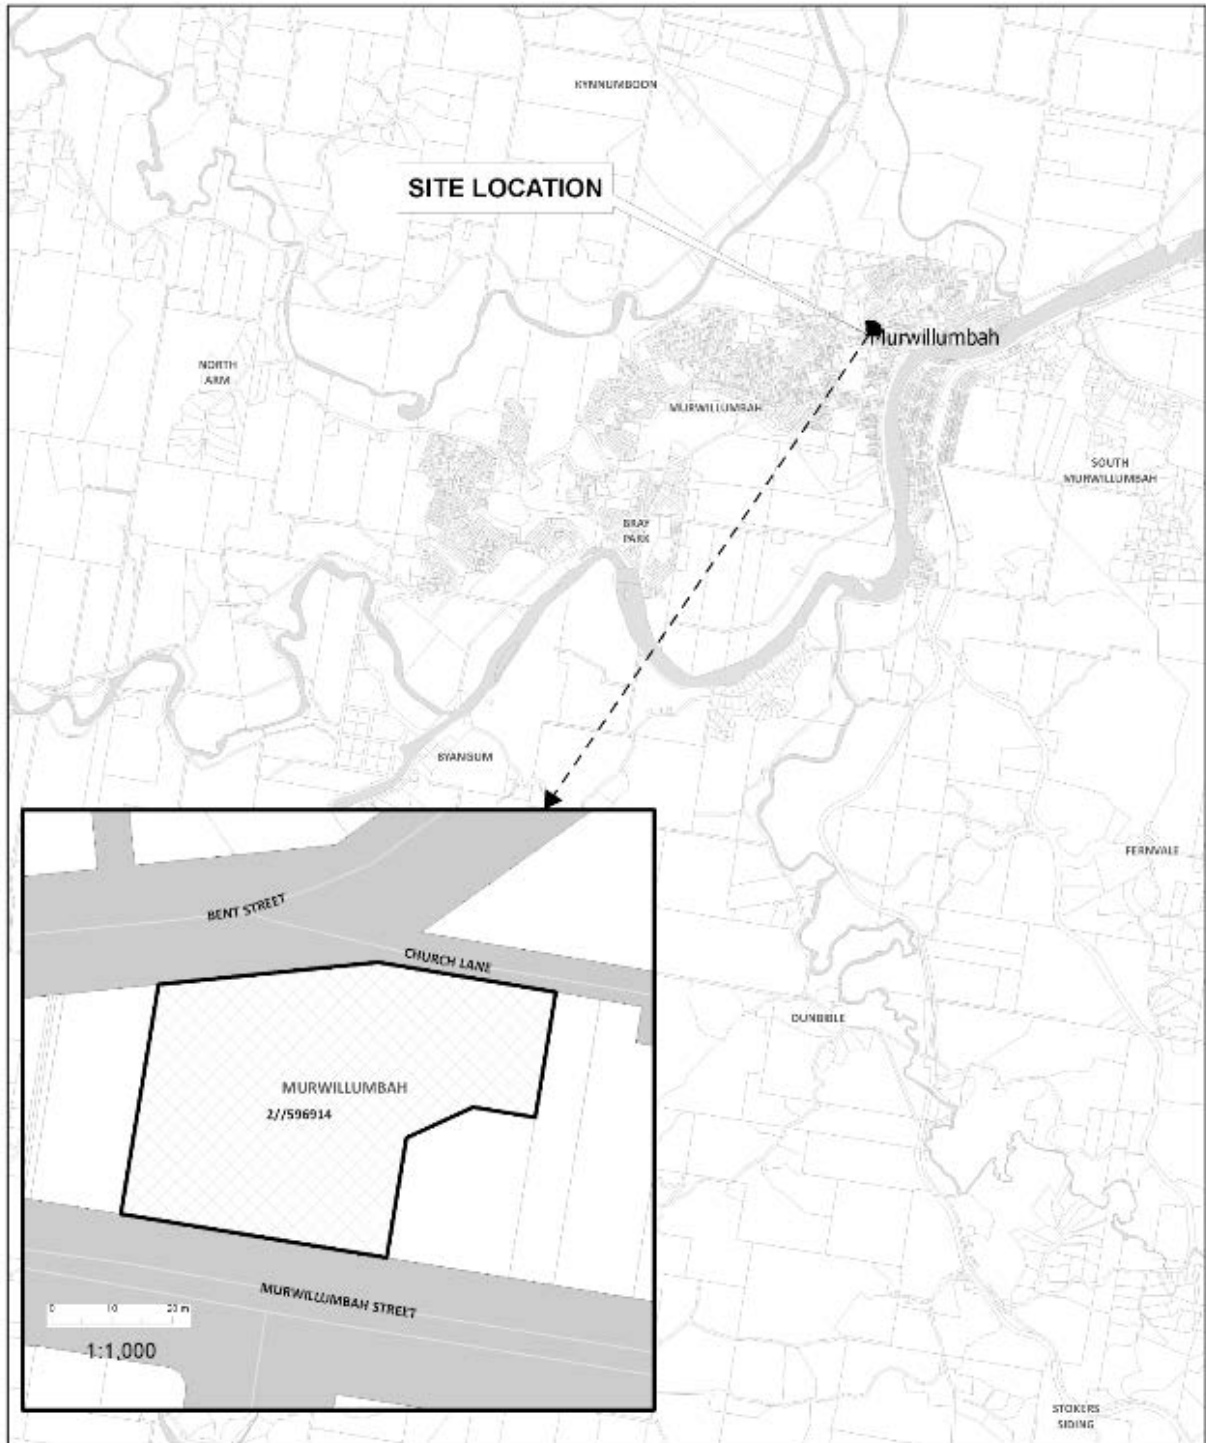 KYNNUMBOON
SITE LOCATION
Murwillumbah
NORTH
ARM
MURWILLUMBAH
SOUTH
MURWILLUMBAH
BRAY
PARK
BYANGUM
FERNVALE
BENT STREET
CHURCH LANE
DUNBIBLE
MURWILLUMBAH
2//596914
MURWILLUMBAH STREET
0 10 20 m
1:1,000
STOKERS
SIDING